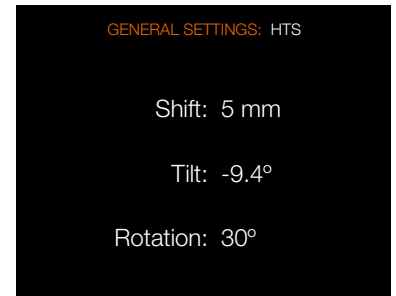 GENERAL SETTINGS: HTS
Shift: 5 mm
Tilt: -9.4º
Rotation: 30º